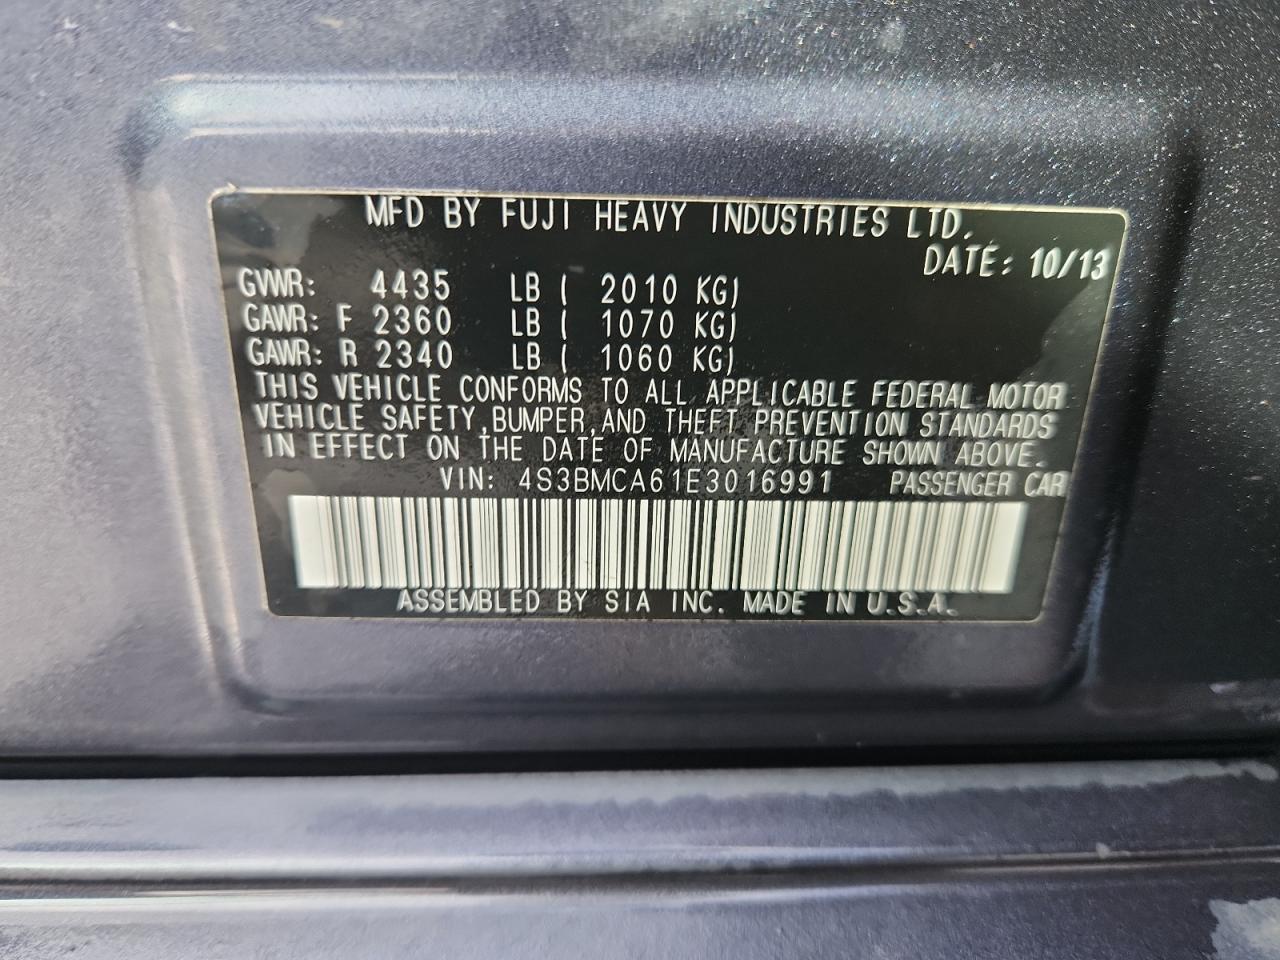 MFD BY FUJI HEAVY INDUSTRIES LTD.
DATE: 10/13
GVWR: 4435 LB ( 2010 KG)
GAWR: F 2360 LB ( 1070 KG)
GAWR: R 2340 LB ( 1060 KG)
THIS VEHICLE CONFORMS TO ALL APPLICABLE FEDERAL MOTOR
VEHICLE SAFETY, BUMPER, AND THEFT PREVENTION STANDARDS
IN EFFECT ON THE DATE OF MANUFACTURE SHOWN ABOVE.
VIN: 4S3BMCA61E3016991 PASSENGER CAR
ASSEMBLED BY SIA INC. MADE IN U.S.A.